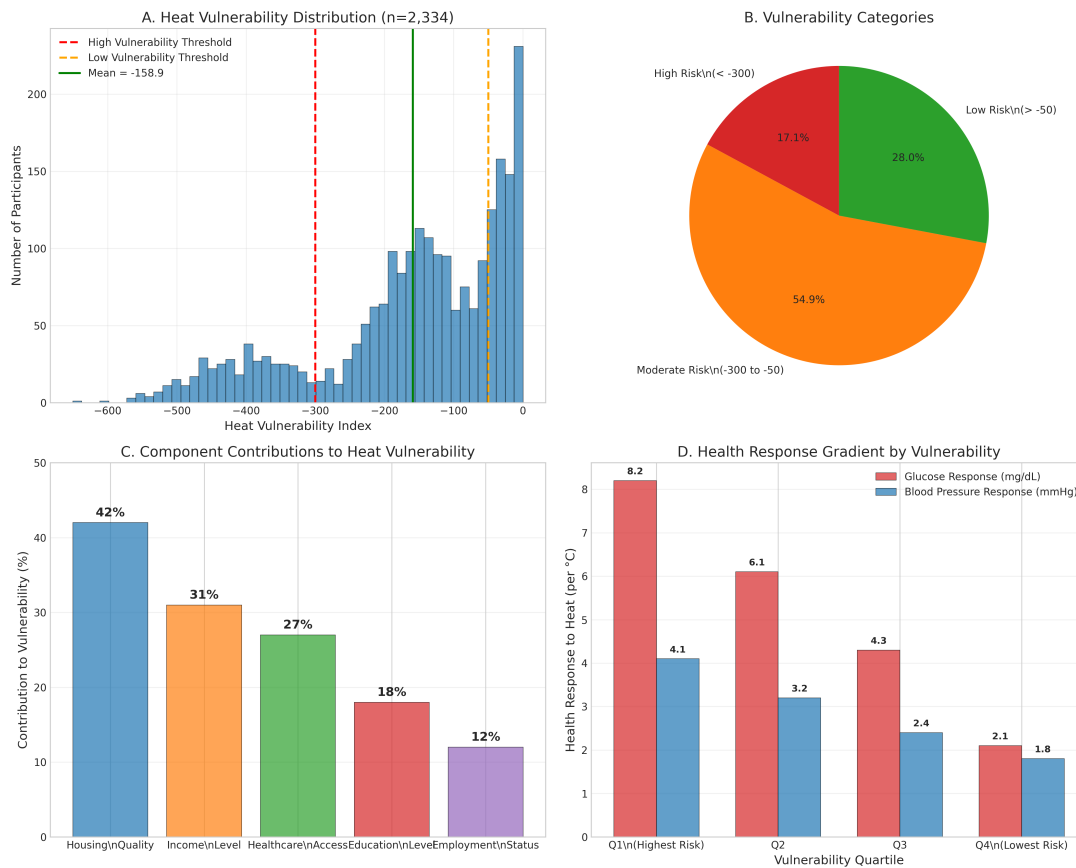 A. Heat Vulnerability Distribution (n=2,334)
High Vulnerability Threshold
Low Vulnerability Threshold
Mean = -158.9
Number of Participants
200
150
100
50
0
−600
−500
−400
−300
−200
−100
0
Heat Vulnerability Index
B. Vulnerability Categories
High Risk\n(< -300)
17.1%
Low Risk\n(> -50)
28.0%
54.9%
Moderate Risk\n(-300 to -50)
C. Component Contributions to Heat Vulnerability
Contribution to Vulnerability (%)
50
40
30
20
10
0
42%
31%
27%
18%
12%
Housing\nQuality
Income\nLevel
Healthcare\nAccess
Education\nLevel
Employment\nStatus
D. Health Response Gradient by Vulnerability
Glucose Response (mg/dL)
Blood Pressure Response (mmHg)
Health Response to Heat (per °C)
8
7
6
5
4
3
2
1
0
8.2
4.1
6.1
3.2
4.3
2.4
2.1
1.8
Q1\n(Highest Risk)
Q2
Q3
Q4\n(Lowest Risk)
Vulnerability Quartile